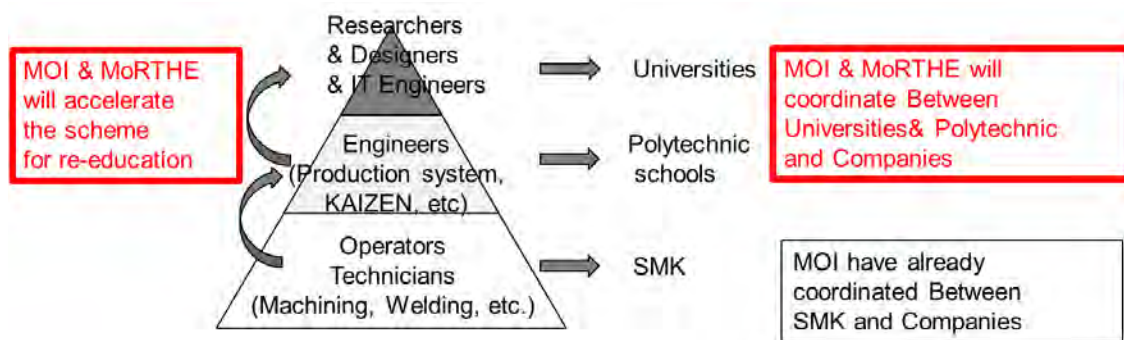 MOI & MoRTHE
will accelerate
the scheme
for re-education
Researchers
& Designers
& IT Engineers
Engineers
(Production system,
KAIZEN, etc)
Operators
Technicians
(Machining, Welding, etc.)
Universities
Polytechnic
schools
SMK
MOI & MoRTHE will
coordinate Between
Universities& Polytechnic
and Companies
MOI have already
coordinated Between
SMK and Companies